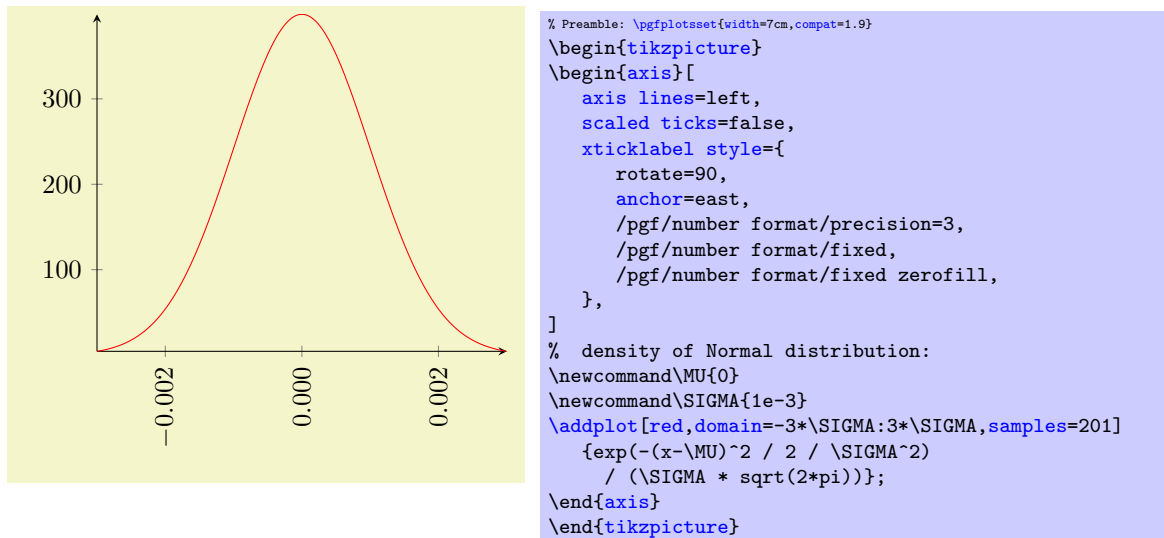 300
200
100
−0.002
0.000
0.002
% Preamble: \pgfplotsset{width=7cm,compat=1.9}
\begin{tikzpicture}
\begin{axis}[
   axis lines=left,
   scaled ticks=false,
   xticklabel style={
      rotate=90,
      anchor=east,
      /pgf/number format/precision=3,
      /pgf/number format/fixed,
      /pgf/number format/fixed zerofill,
   },
]
%  density of Normal distribution:
\newcommand\MU{0}
\newcommand\SIGMA{1e-3}
\addplot[red,domain=-3*\SIGMA:3*\SIGMA,samples=201]
   {exp(-(x-\MU)^2 / 2 / \SIGMA^2)
     / (\SIGMA * sqrt(2*pi))};
\end{axis}
\end{tikzpicture}